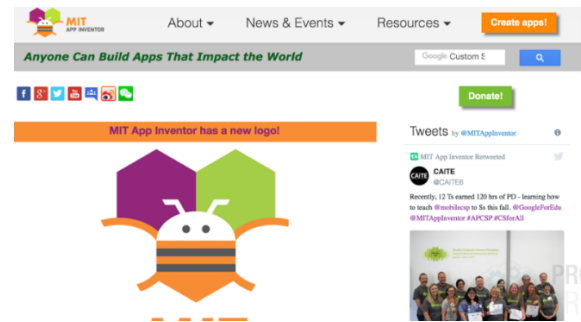 MIT
APP INVENTOR
About
News & Events
Resources
Create apps!
Anyone Can Build Apps That Impact the World
Google Custom S
Donate!
MIT App Inventor has a new logo!
Tweets by @MITAppInventor
MIT App Inventor Retweeted
CAITE
CAITE
@CAITE6
Recently, 12 Ts earned 120 hrs of PD - learning how
to teach @mobilecsp to Ss this fall. @GoogleForEdu
@MITAppInventor #APCSP #CSforAll
MIT